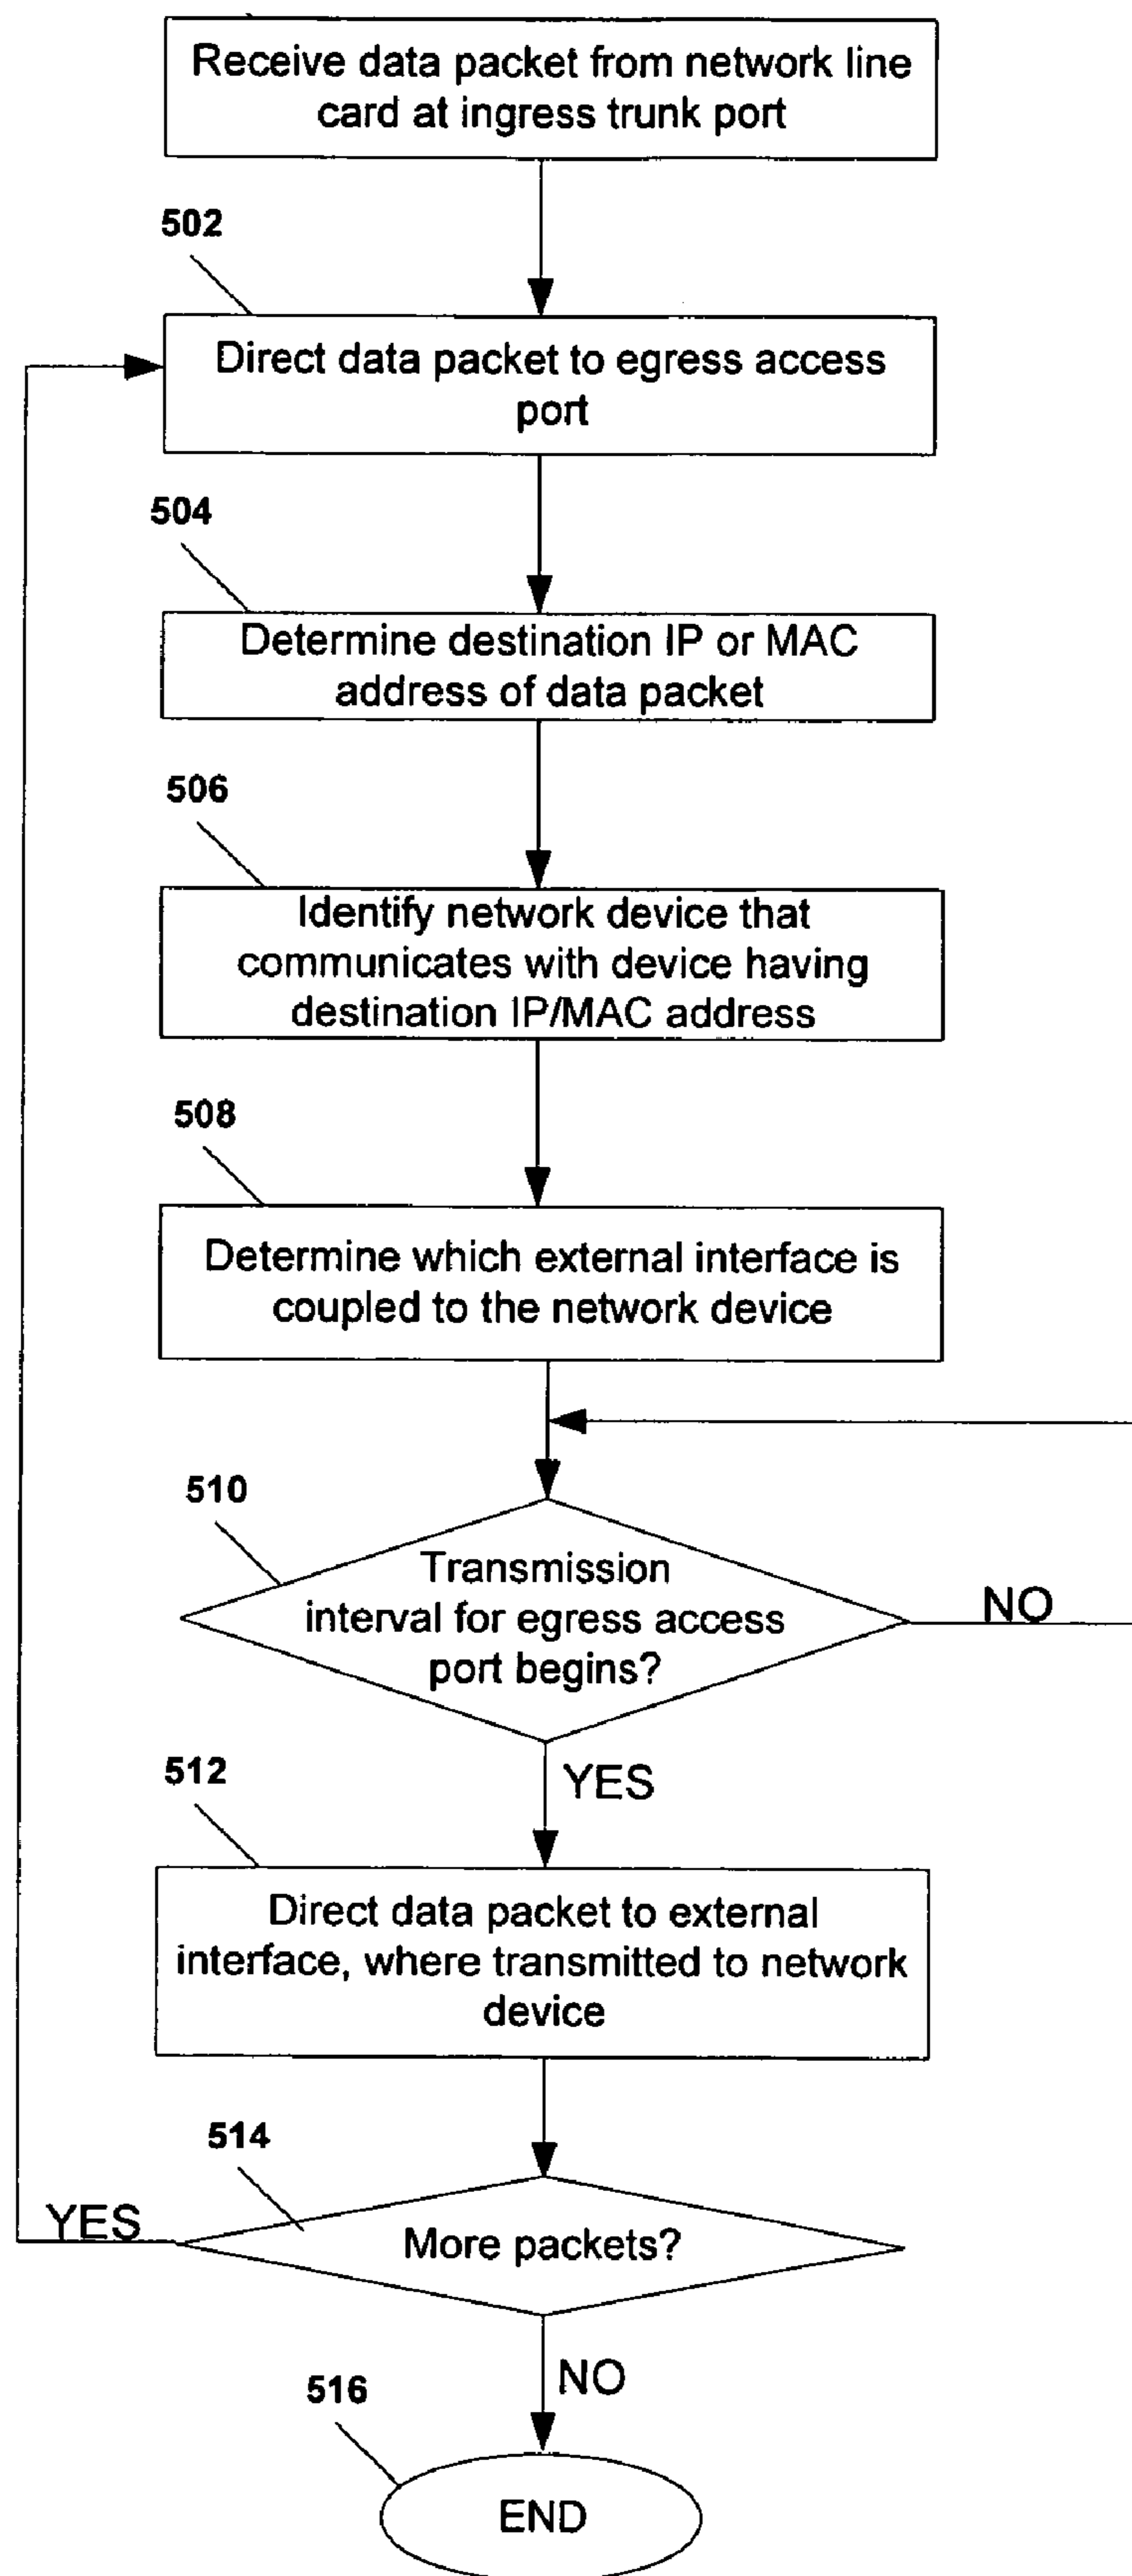 Receive data packet from network line
card at ingress trunk port
502
Direct data packet to egress access
port
504
Determine destination IP or MAC
address of data packet
506
Identify network device that
communicates with device having
destination IP/MAC address
508
Determine which external interface is
coupled to the network device
510
Transmission
interval for egress access
port begins?
NO
YES
512
Direct data packet to external
interface, where transmitted to network
device
514
YES
More packets?
NO
516
END